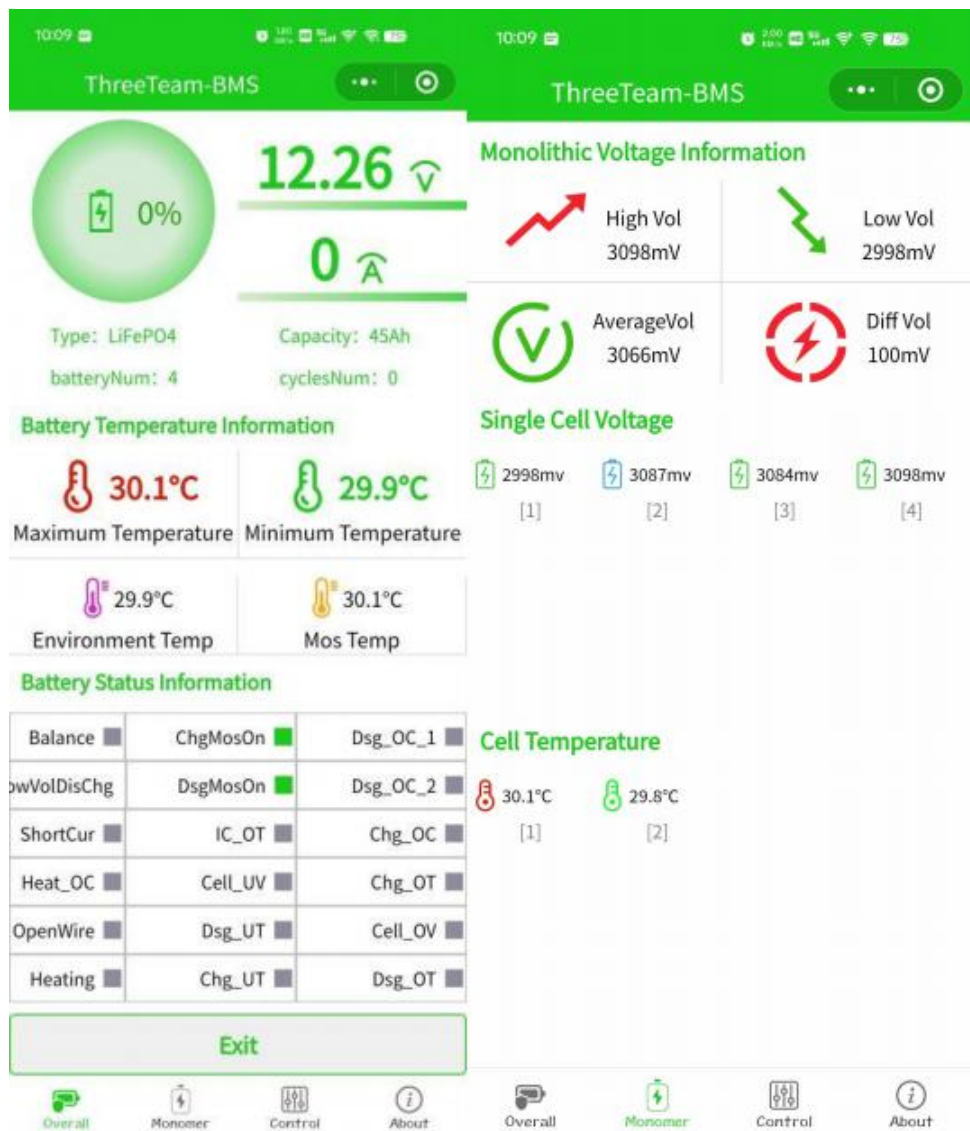 10:09
ThreeTeam-BMS
0%
12.26 V
0 A
Type: LiFePO4
Capacity: 45Ah
batteryNum: 4
cyclesNum: 0
Battery Temperature Information
30.1°C
Maximum Temperature
29.9°C
Minimum Temperature
29.9°C
Environment Temp
30.1°C
Mos Temp
Battery Status Information
Balance
ChgMosOn
Dsg_OC_1
owVolDisChg
DsgMosOn
Dsg_OC_2
ShortCur
IC_OT
Chg_OC
Heat_OC
Cell_UV
Chg_OT
OpenWire
Dsg_UT
Cell_OV
Heating
Chg_UT
Dsg_OT
Exit
Overall
Monomer
Control
About
10:09
75
ThreeTeam-BMS
Monolithic Voltage Information
High Vol
3098mV
Low Vol
2998mV
V
AverageVol
3066mV
Diff Vol
100mV
Single Cell Voltage
2998mv
3087mv
3084mv
3098mv
[1]
[2]
[3]
[4]
Cell Temperature
30.1°C
29.8°C
[1]
[2]
Overall
Monomer
Control
About